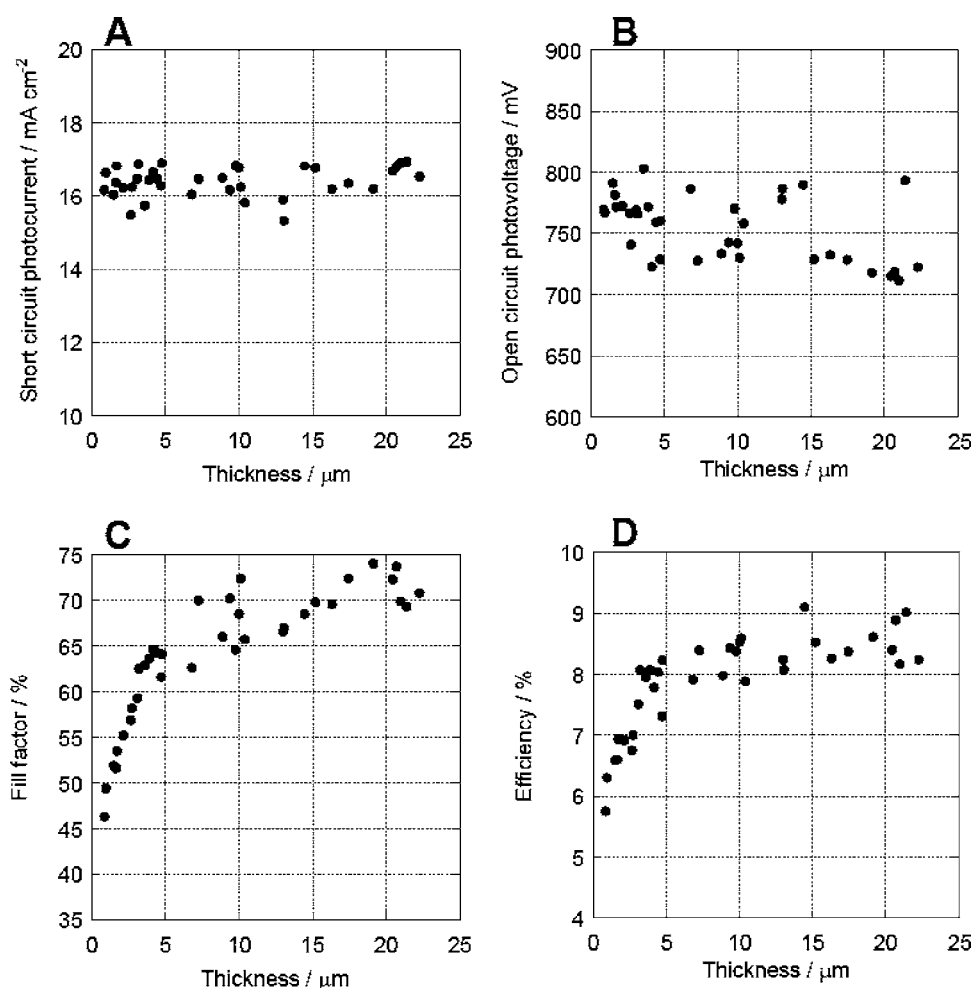 A
20
18
16
14
12
10
Short circuit photocurrent / mA cm⁻²
0 5 10 15 20 25
Thickness / μm
B
900
850
800
750
700
650
600
Open circuit photovoltage / mV
0 5 10 15 20 25
Thickness / μm
C
75
70
65
60
55
50
45
40
35
Fill factor / %
0 5 10 15 20 25
Thickness / μm
D
10
9
8
7
6
5
4
Efficiency / %
0 5 10 15 20 25
Thickness / μm